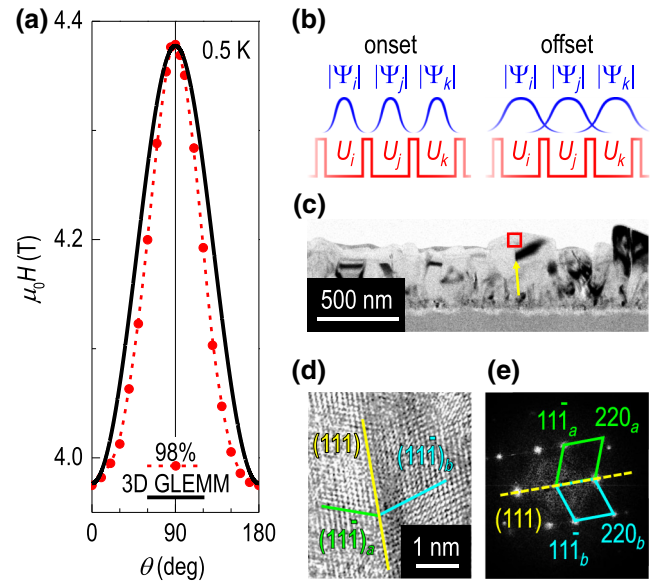 (a)
4.4
4.2
4.0
μ₀H (T)
0.5 K
98%
3D GLEMM
0 90 180
θ (deg)
(b)
onset offset
|Ψᵢ| |Ψⱼ| |Ψₖ| |Ψᵢ| |Ψⱼ| |Ψₖ|
Uᵢ Uⱼ Uₖ Uᵢ Uⱼ Uₖ
(c)
500 nm
(d)
(111)
(111̄)b
(111̄)a
1 nm
(e)
111̄a 220a
(111)
111̄b 220b